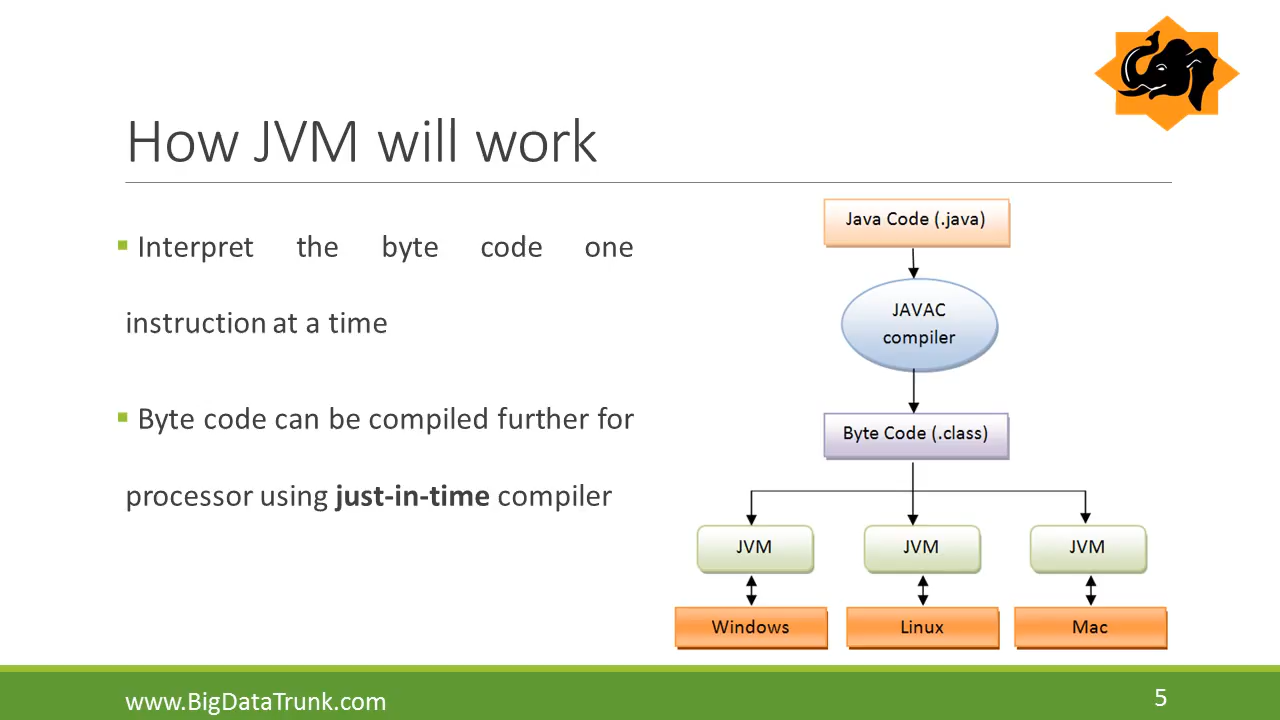 How JVM will work
Interpret the byte code one
instruction at a time
Byte code can be compiled further for
processor using just-in-time compiler
Java Code (.java)
JAVAC
compiler
Byte Code (.class)
JVM
JVM
JVM
Windows
Linux
Mac
www.BigDataTrunk.com
5